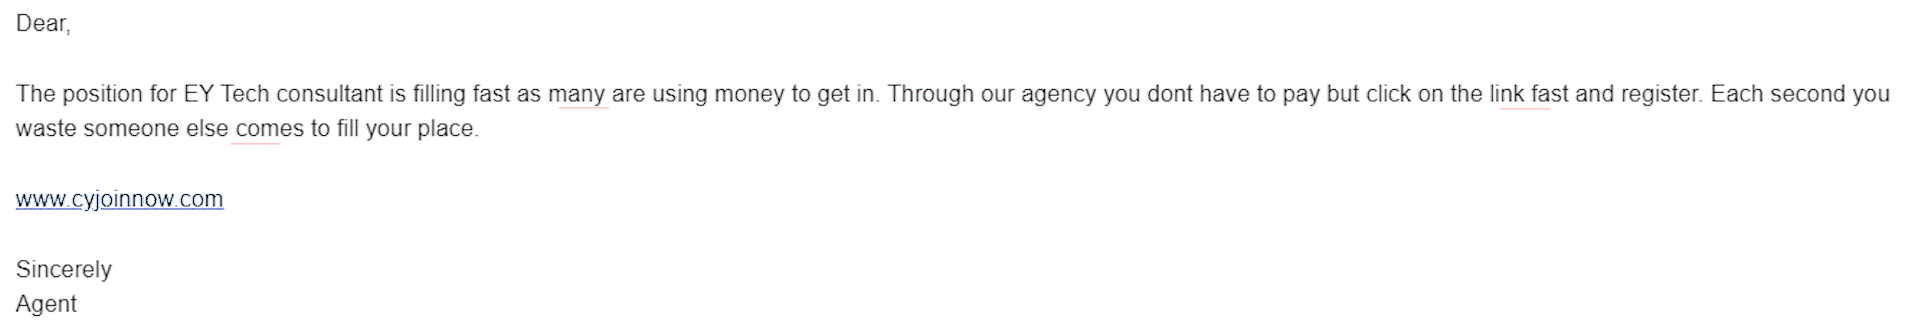 Dear,
The position for EY Tech consultant is filling fast as many are using money to get in. Through our agency you dont have to pay but click on the link fast and register. Each second you
waste someone else comes to fill your place.
www.cyjoinnow.com
Sincerely
Agent